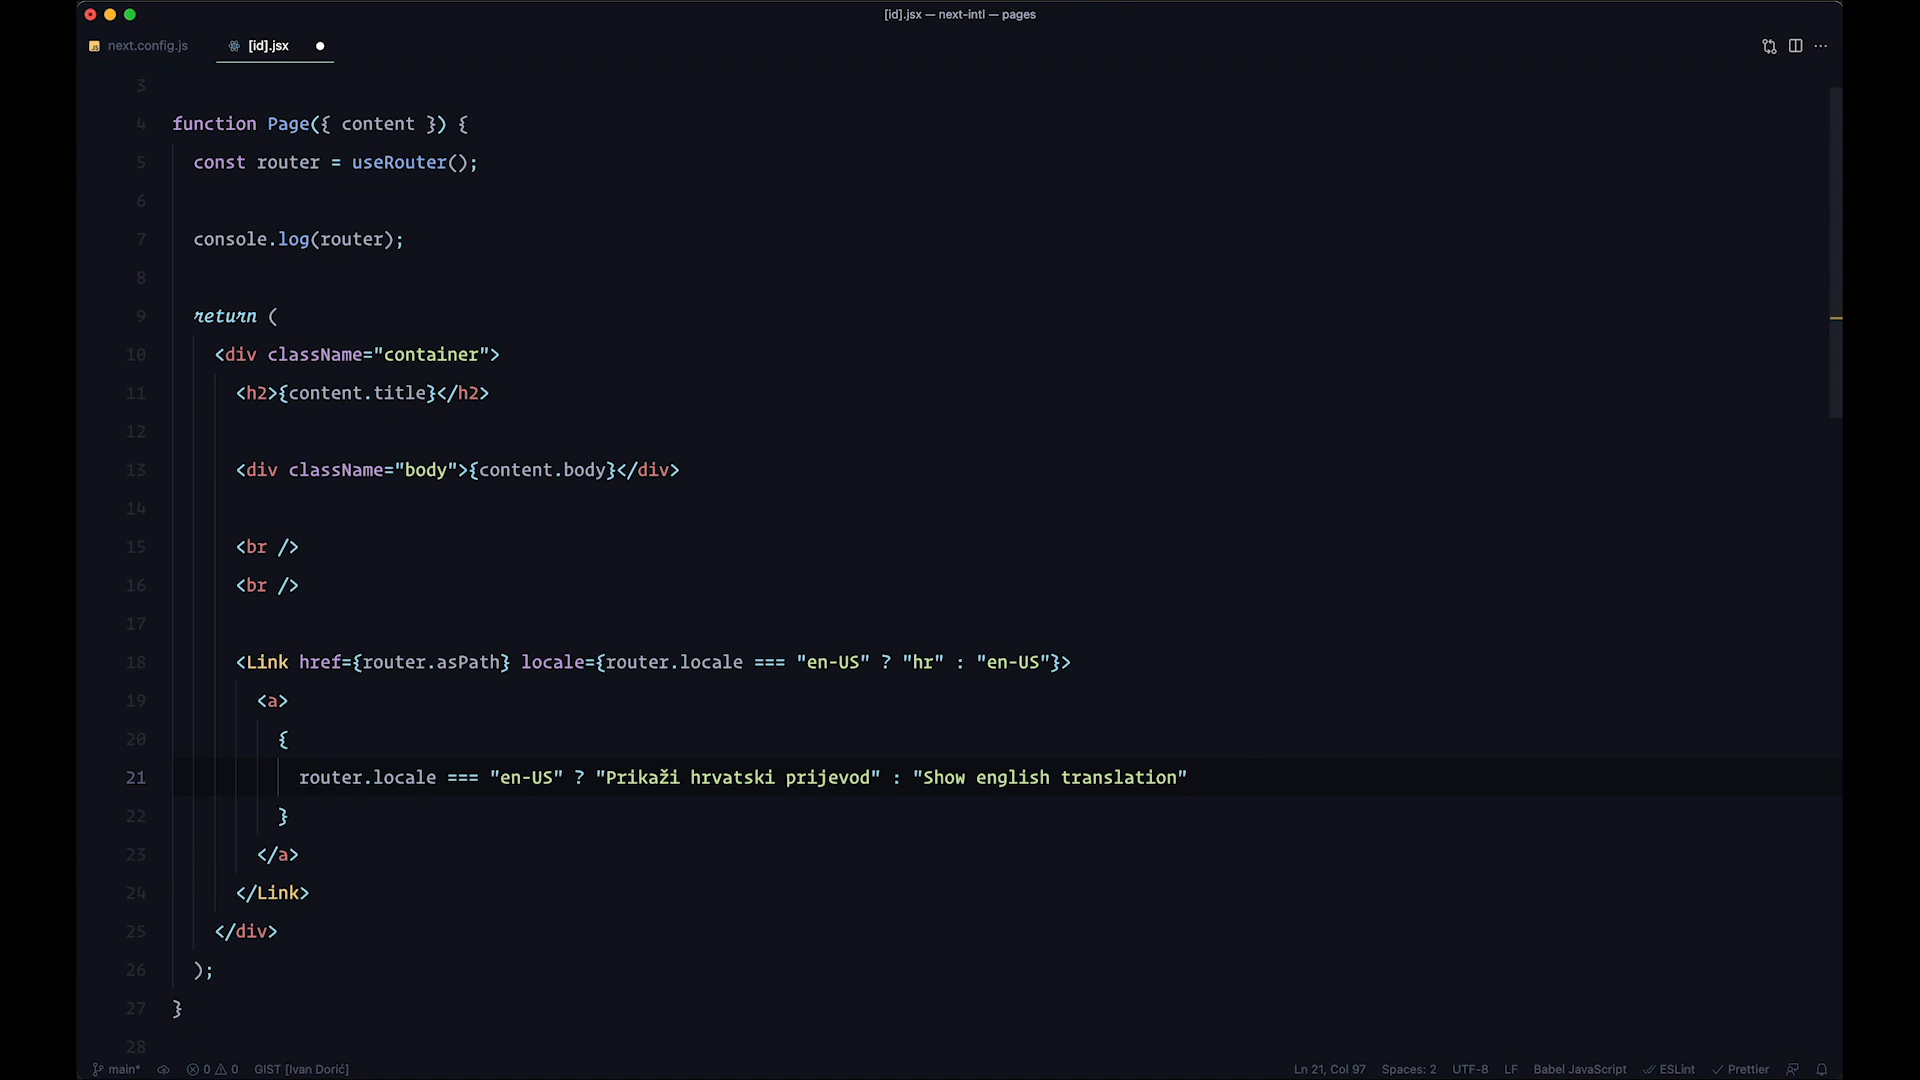 [id].jsx — next-intl — pages
next.config.js
[id].jsx
3
4 function Page({ content }) {
5 const router = useRouter();
6
7 console.log(router);
8
9 return (
10 <div className="container">
11 <h2>{content.title}</h2>
12
13 <div className="body">{content.body}</div>
14
15 <br />
16 <br />
17
18 <Link href={router.asPath} locale={router.locale === "en-US" ? "hr" : "en-US"}>
19 <a>
20 {
21 router.locale === "en-US" ? "Prikaži hrvatski prijevod" : "Show english translation"
22 }
23 </a>
24 </Link>
25 </div>
26 );
27 }
28
main* 0 0 GIST [Ivan Dorić] Ln 21, Col 97 Spaces: 2 UTF-8 LF Babel JavaScript ESLint Prettier